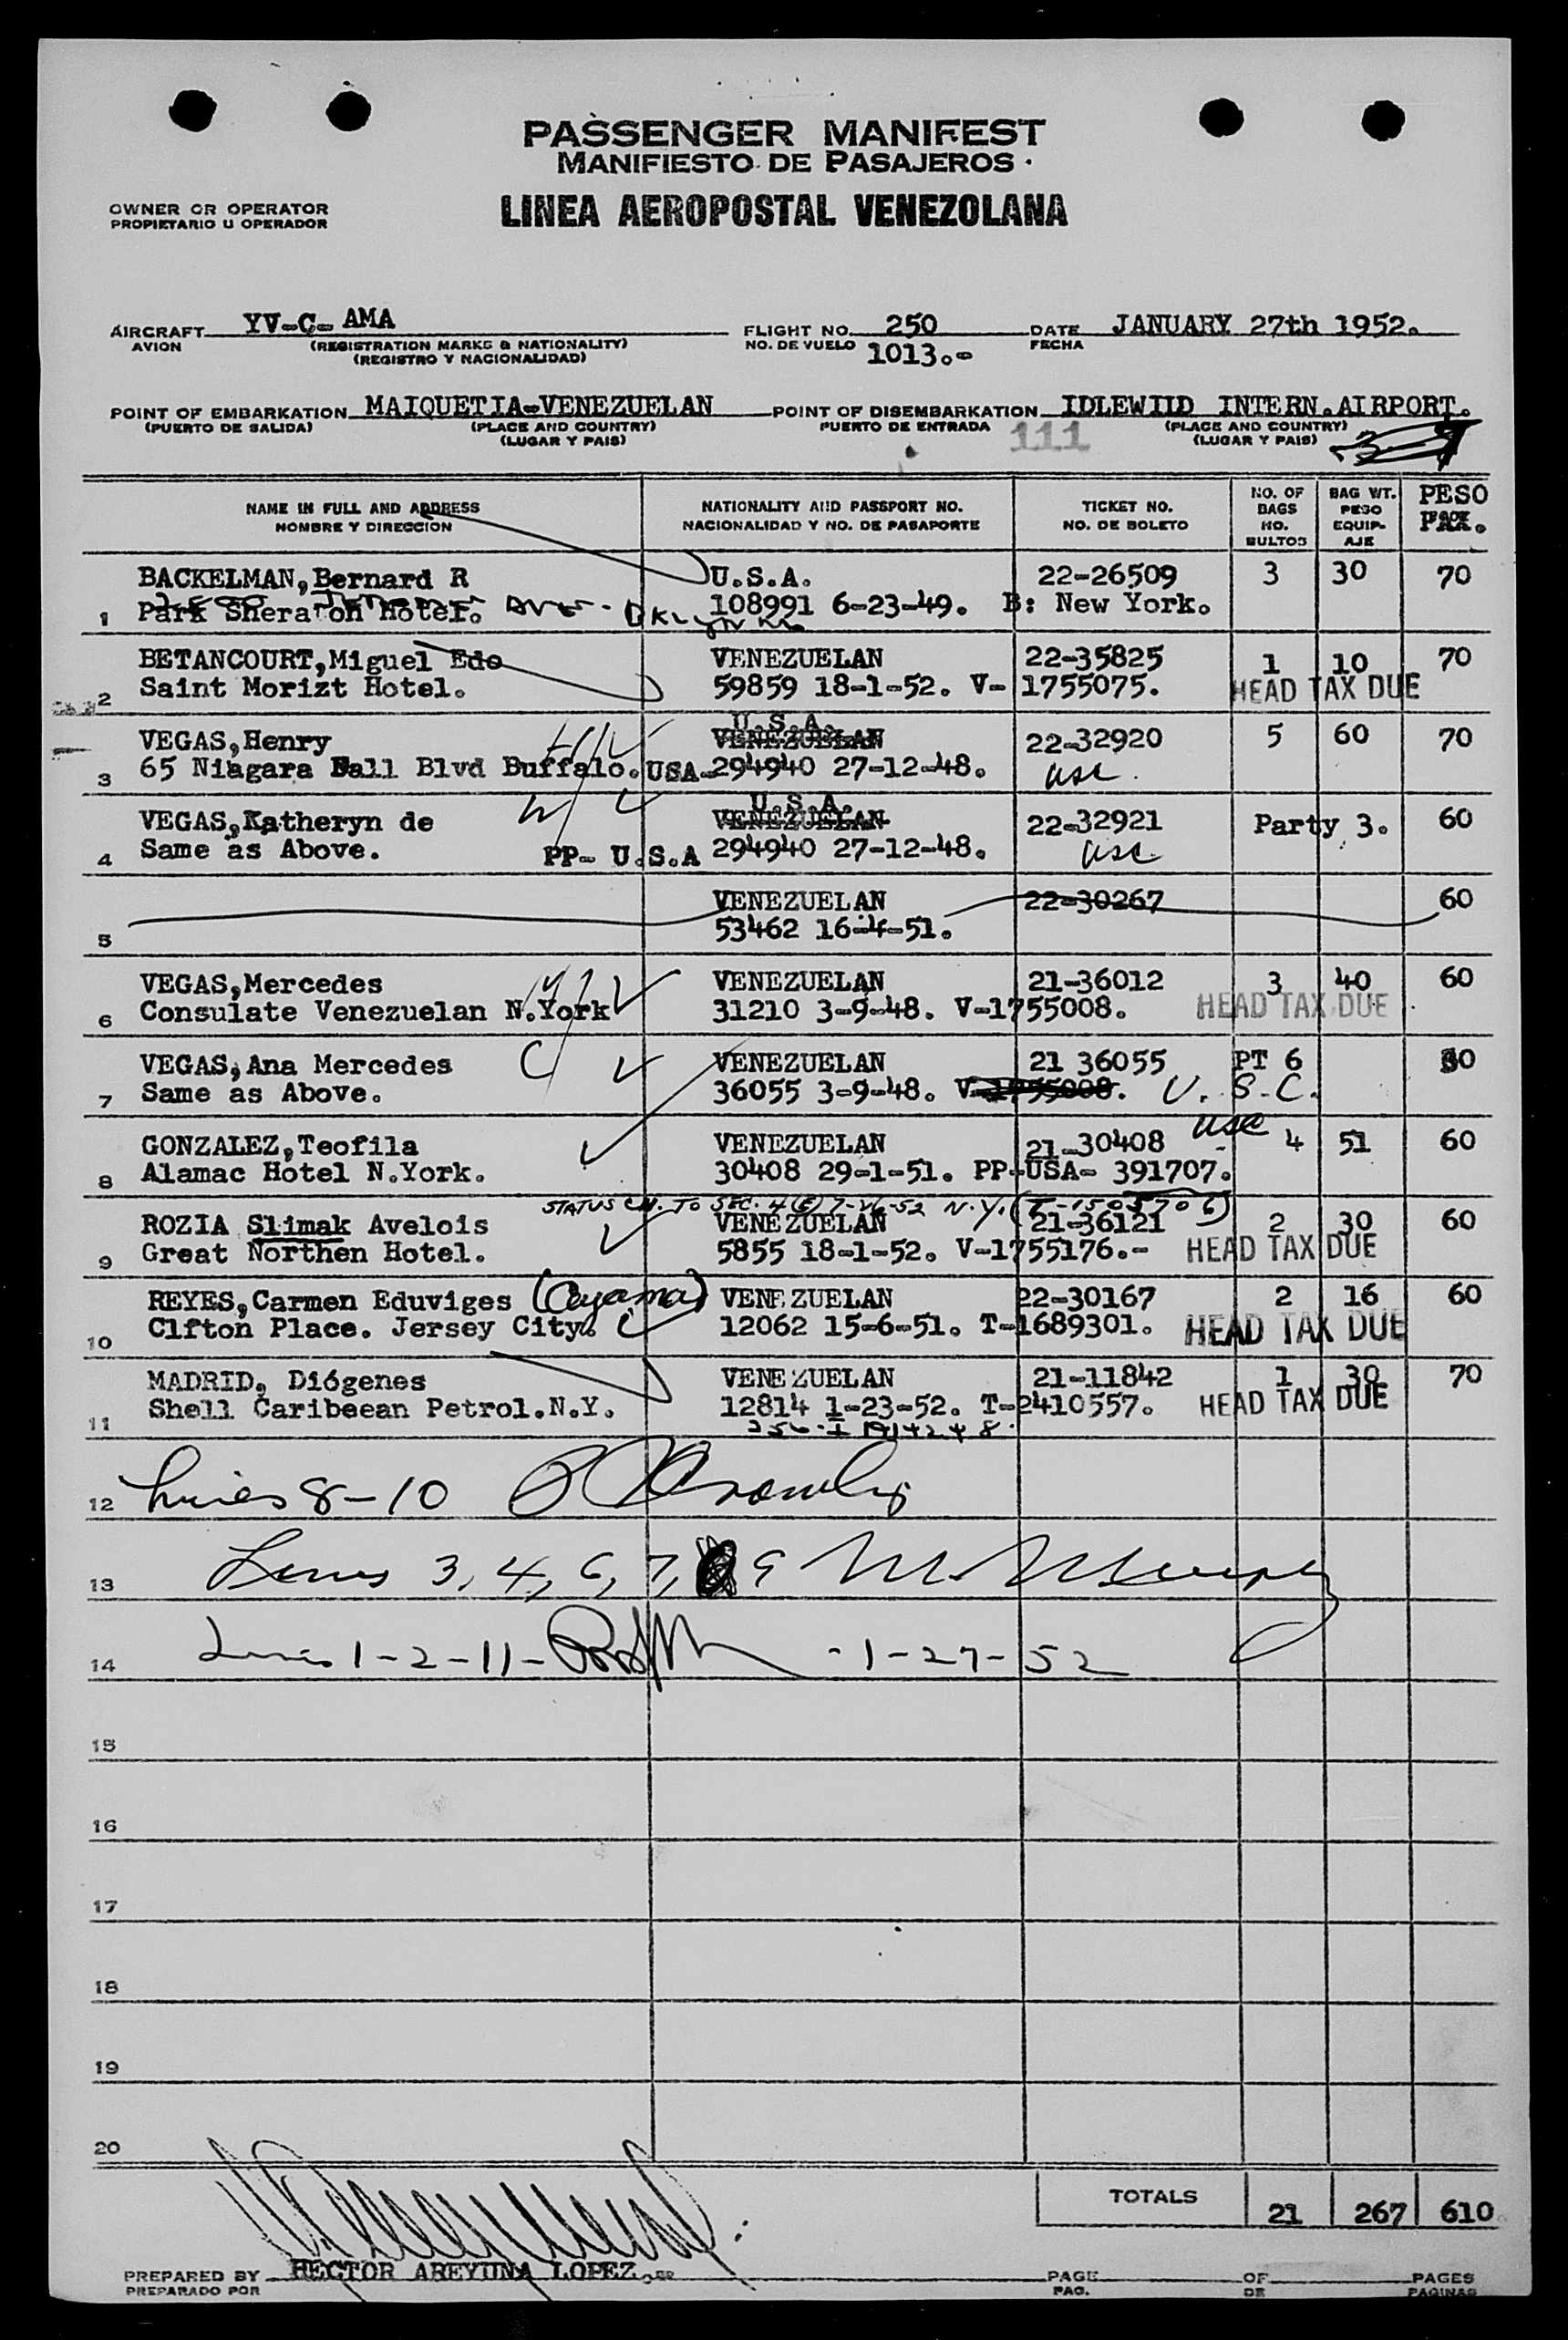 PASSENGER MANIFEST
MANIFIESTO DE PASAJEROS
OWNER OR OPERATOR
PROPIETARIO U OPERADOR
LINEA AEROPOSTAL VENEZOLANA
AIRCRAFT YV-C-AMA FLIGHT NO. 250 DATE JANUARY 27th 1952.
AVION (REGISTRATION MARKS & NATIONALITY) NO. DE VUELO 1013.- FECHA
(REGISTRO Y NACIONALIDAD)
POINT OF EMBARKATION MAIQUETIA-VENEZUELAN POINT OF DISEMBARKATION IDLEWILD INTERN.AIRPORT.
(PUERTO DE SALIDA) (PLACE AND COUNTRY) PUERTO DE ENTRADA 111 (PLACE AND COUNTRY)
(LUGAR Y PAIS) (LUGAR Y PAIS)
NAME IN FULL AND ADDRESS NATIONALITY AND PASSPORT NO. TICKET NO. NO. OF BAGS BAG WT. PESO
NOMBRE Y DIRECCION NACIONALIDAD Y NO. DE PASAPORTE NO. DE BOLETO NO. BULTOS PESO EQUIPAJE PAX.
BACKELMAN, Bernard R U.S.A. 22-26509 3 30 70
1 Park Sheraton Hotel. Ave. Bklyn 108991 6-23-49. B: New York.
BETANCOURT, Miguel Edo VENEZUELAN 22-35825 1 10 70
2 Saint Morizt Hotel. 59859 18-1-52. V-1755075. HEAD TAX DUE
U.S.A.
VEGAS, Henry VENEZUELAN 22-32920 5 60 70
3 65 Niagara Fall Blvd Buffalo. USA-294940 27-12-48. usc.
U.S.A.
VEGAS, Katheryn de VENEZUELAN 22-32921 Party 3. 60
4 Same as Above. PP- U.S.A 294940 27-12-48. usc
VENEZUELAN 22-30267 60
5 53462 16-4-51.
VEGAS, Mercedes VENEZUELAN 21-36012 3 40 60
6 Consulate Venezuelan N.York 31210 3-9-48. V-1755008. HEAD TAX DUE
VEGAS, Ana Mercedes VENEZUELAN 21 36055 PT 6
7 Same as Above. 36055 3-9-48. V-1755008. U.S.C.
GONZALEZ, Teofila VENEZUELAN 21-30408 usc 4 51 60
8 Alamac Hotel N.York. 30408 29-1-51. PP-USA- 391707.
STATUS CH. TO SEC. 4 (E) N.Y.
ROZIA Slimak Avelois VENEZUELAN 21-36121 2 30 60
9 Great Northen Hotel. 5855 18-1-52. V-1755176.- HEAD TAX DUE
REYES, Carmen Eduviges (Cayama) VENEZUELAN 22-30167 2 16 60
10 Clfton Place. Jersey City. 12062 15-6-51. T-1689301. HEAD TAX DUE
MADRID, Diógenes VENEZUELAN 21-11842 1 30 70
11 Shell Caribeean Petrol.N.Y. 12814 1-23-52. T-2410557. HEAD TAX DUE
12 Lines 8-10
13 Lines 3, 4, 6, 7, 9 M. Murphy
14 Lines 1-2-11- -1-27-52
15
16
17
18
19
20
TOTALS 21 267 610
PREPARED BY HECTOR AREYUNA LOPEZ. PAGE OF PAGES
PREPARADO POR PAG. DE PAGINAS